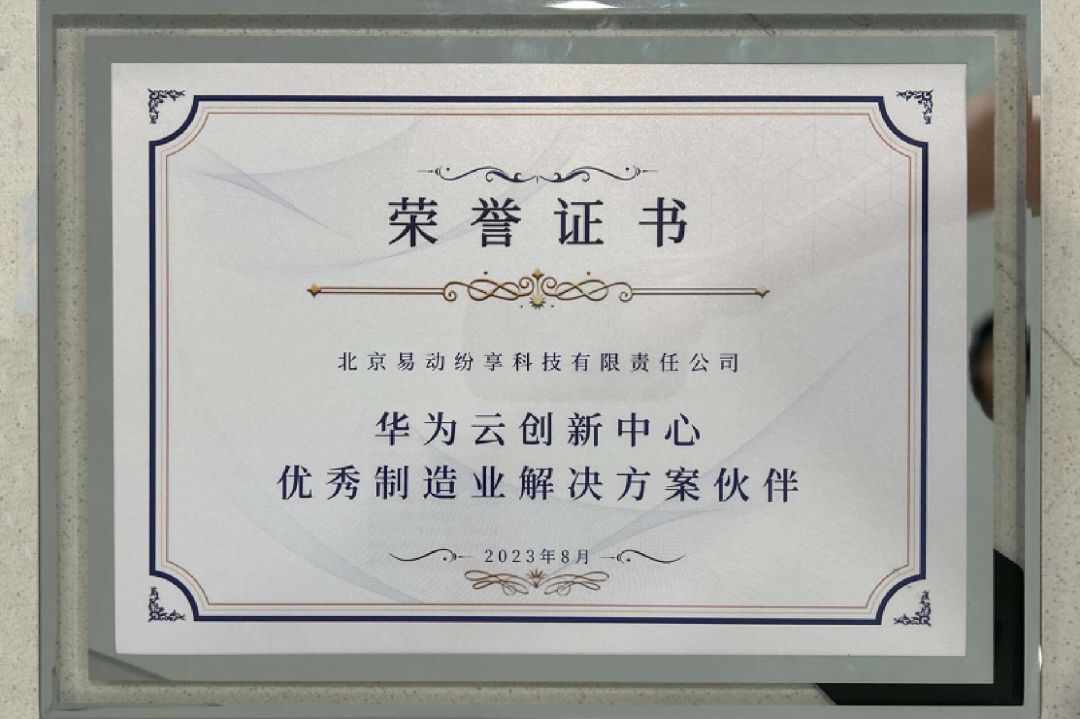 荣誉证书
北京易动纷享科技有限责任公司
华为云创新中心
优秀制造业解决方案伙伴
2023年8月